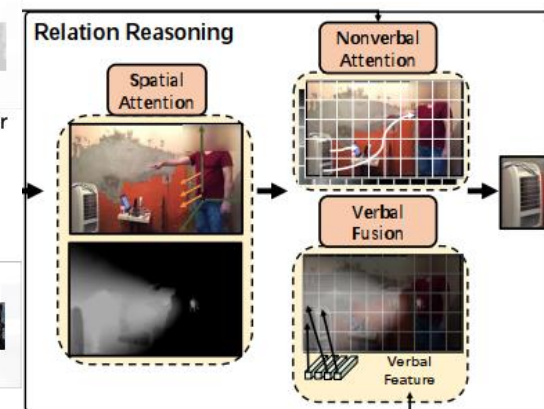 Relation Reasoning
Spatial
Attention
Nonverbal
Attention
Verbal
Fusion
Verbal
Feature
r